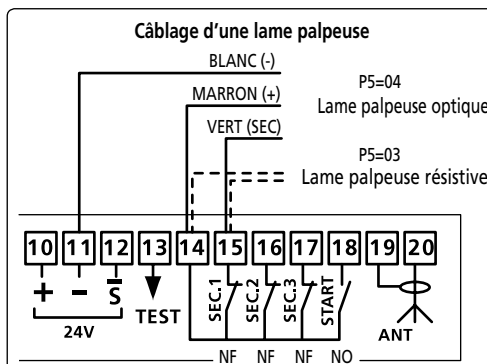 Câblage d'une lame palpeuse
BLANC (-)
MARRON (+)
P5=04
Lame palpeuse optique
VERT (SEC)
P5=03
Lame palpeuse résistive
10 11 12 13 14 15 16 17 18 19 20
+ - S
24V
TEST
SEC.1
SEC.2
SEC.3
START
ANT
NF NF NF NO